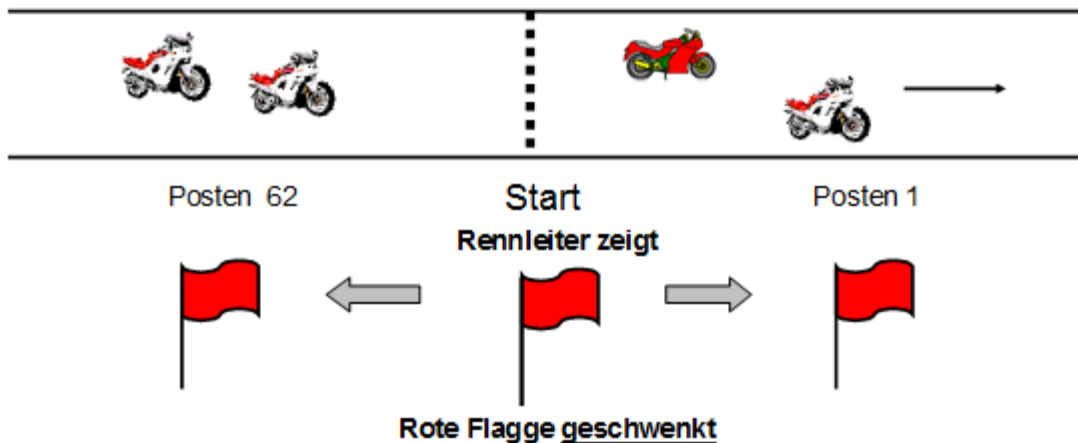 Posten 62
Start
Posten 1
Rennleiter zeigt
Rote Flagge geschwenkt